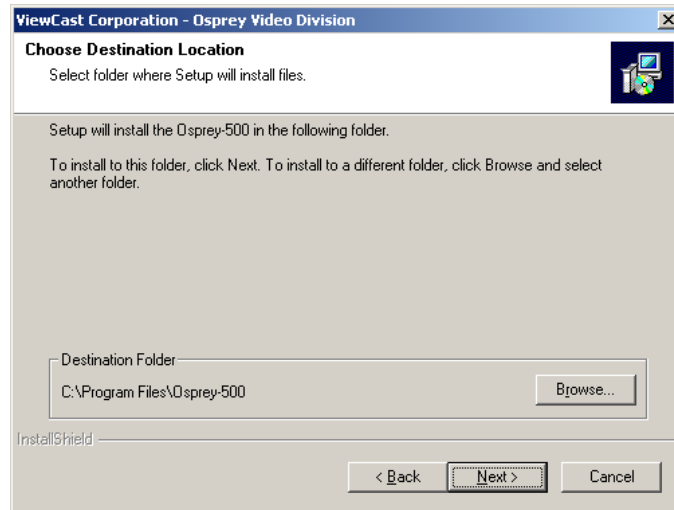 ViewCast Corporation - Osprey Video Division
Choose Destination Location
Select folder where Setup will install files.
Setup will install the Osprey-500 in the following folder.
To install to this folder, click Next. To install to a different folder, click Browse and select
another folder.
Destination Folder
C:\Program Files\Osprey-500
Browse...
InstallShield
< Back
Next >
Cancel